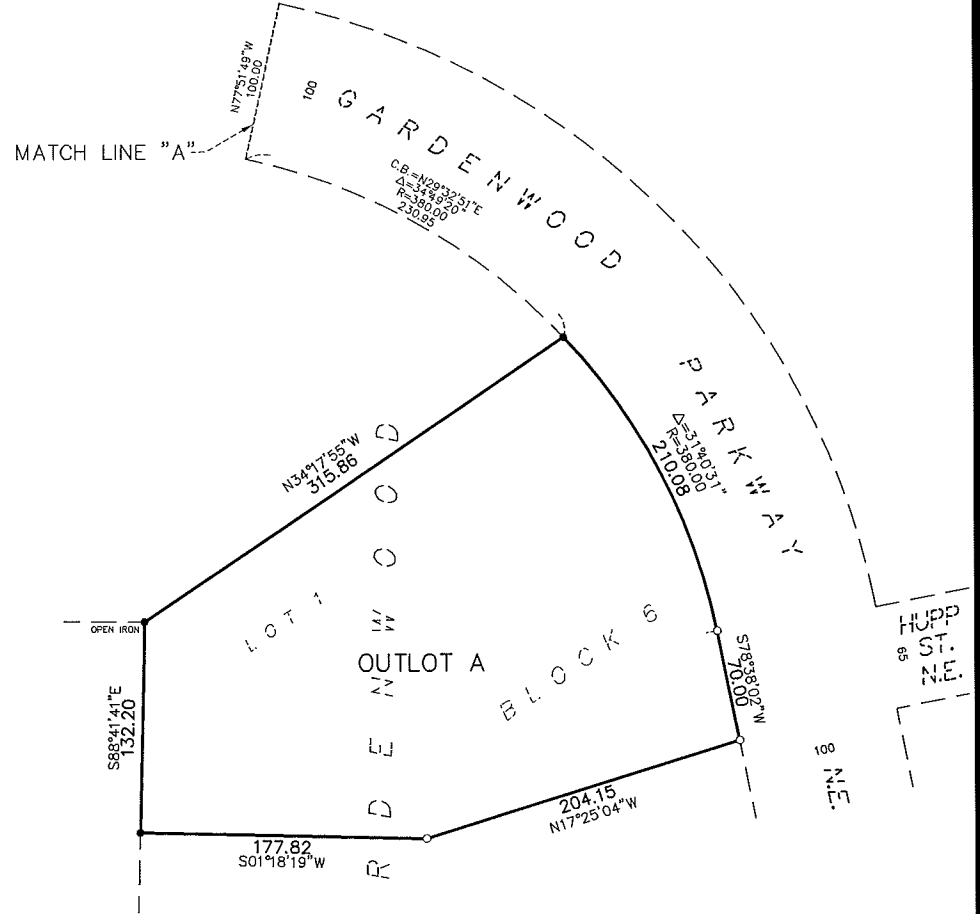 N77°51'49"W
100.00
MATCH LINE "A"
100
GARDENWOOD
PARKWAY
C.B.=N29°32'51"E
Δ=34°49'20"
R=380.00
230.95
Δ=31°40'31"
R=380.00
210.08
N34°17'55"W
315.86
OPEN IRON
LOT 1
RDENWOOD
OUTLOT A
BLOCK 6
S88°41'41"E
132.20
S78°38'02"W
70.00
HUPP
ST.
N.E.
65
100
N.E.
204.15
N17°25'04"W
177.82
S01°18'19"W